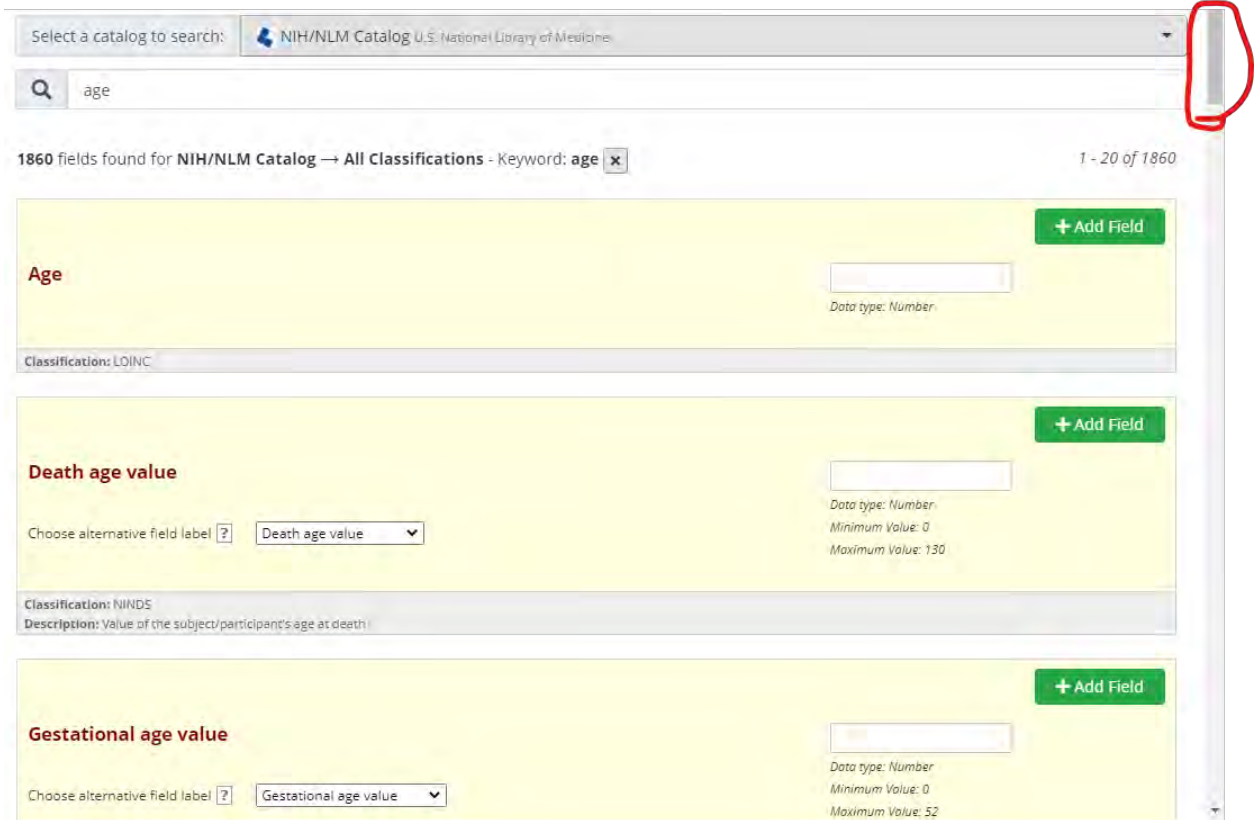 Select a catalog to search: NIH/NLM Catalog U.S. National Library of Medicine
age
1860 fields found for NIH/NLM Catalog → All Classifications - Keyword: age x 1 - 20 of 1860
+ Add Field
Age
Data type: Number
Classification: LOINC
+ Add Field
Death age value
Data type: Number
Choose alternative field label ? Death age value
Minimum Value: 0
Maximum Value: 130
Classification: NINDS
Description: Value of the subject/participant's age at death
+ Add Field
Gestational age value
Data type: Number
Choose alternative field label ? Gestational age value
Minimum Value: 0
Maximum Value: 52